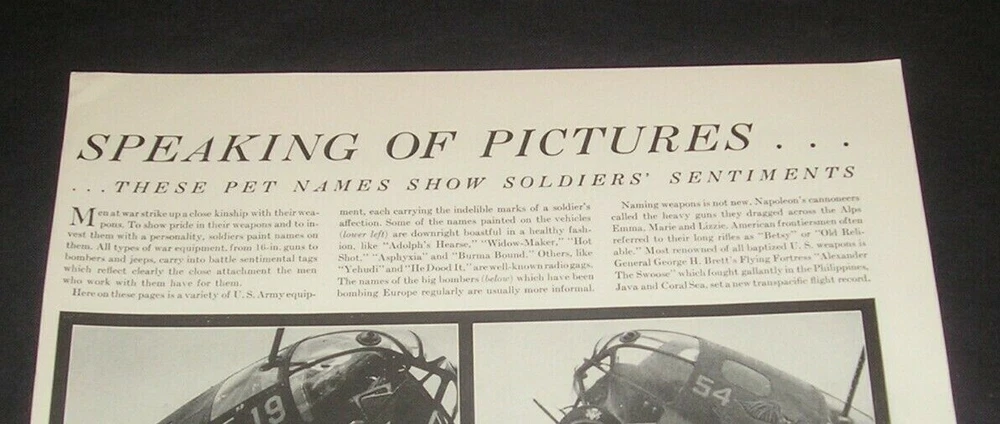 SPEAKING OF PICTURES . . .
. . . THESE PET NAMES SHOW SOLDIERS' SENTIMENTS
Men at war strike up a close kinship with their wea-
pons. To show pride in their weapons and to in-
vest them with a personality, soldiers paint names on
them. All types of war equipment, from 16-in. guns to
bombers and jeeps, carry into battle sentimental tags
which reflect clearly the close attachment the men
who work with them have for them.
Here on these pages is a variety of U. S. Army equip-
ment, each carrying the indelible marks of a soldier's
affection. Some of the names painted on the vehicles
(lower left) are downright boastful in a healthy fash-
ion, like "Adolph's Hearse," "Widow-Maker," "Hot
Shot," "Asphyxia" and "Burma Bound." Others, like
"Yehudi" and "He Dood It," are well-known radio gags.
The names of the big bombers (below) which have been
bombing Europe regularly are usually more informal.
Naming weapons is not new. Napoleon's cannoneers
called the heavy guns they dragged across the Alps
Emma, Marie and Lizzie. American frontiersmen often
referred to their long rifles as "Betsy" or "Old Reli-
able." Most renowned of all baptized U. S. weapons is
General George H. Brett's Flying Fortress "Alexander
The Swoose" which fought gallantly in the Philippines,
Java and Coral Sea, set a new transpacific flight record.
19
54